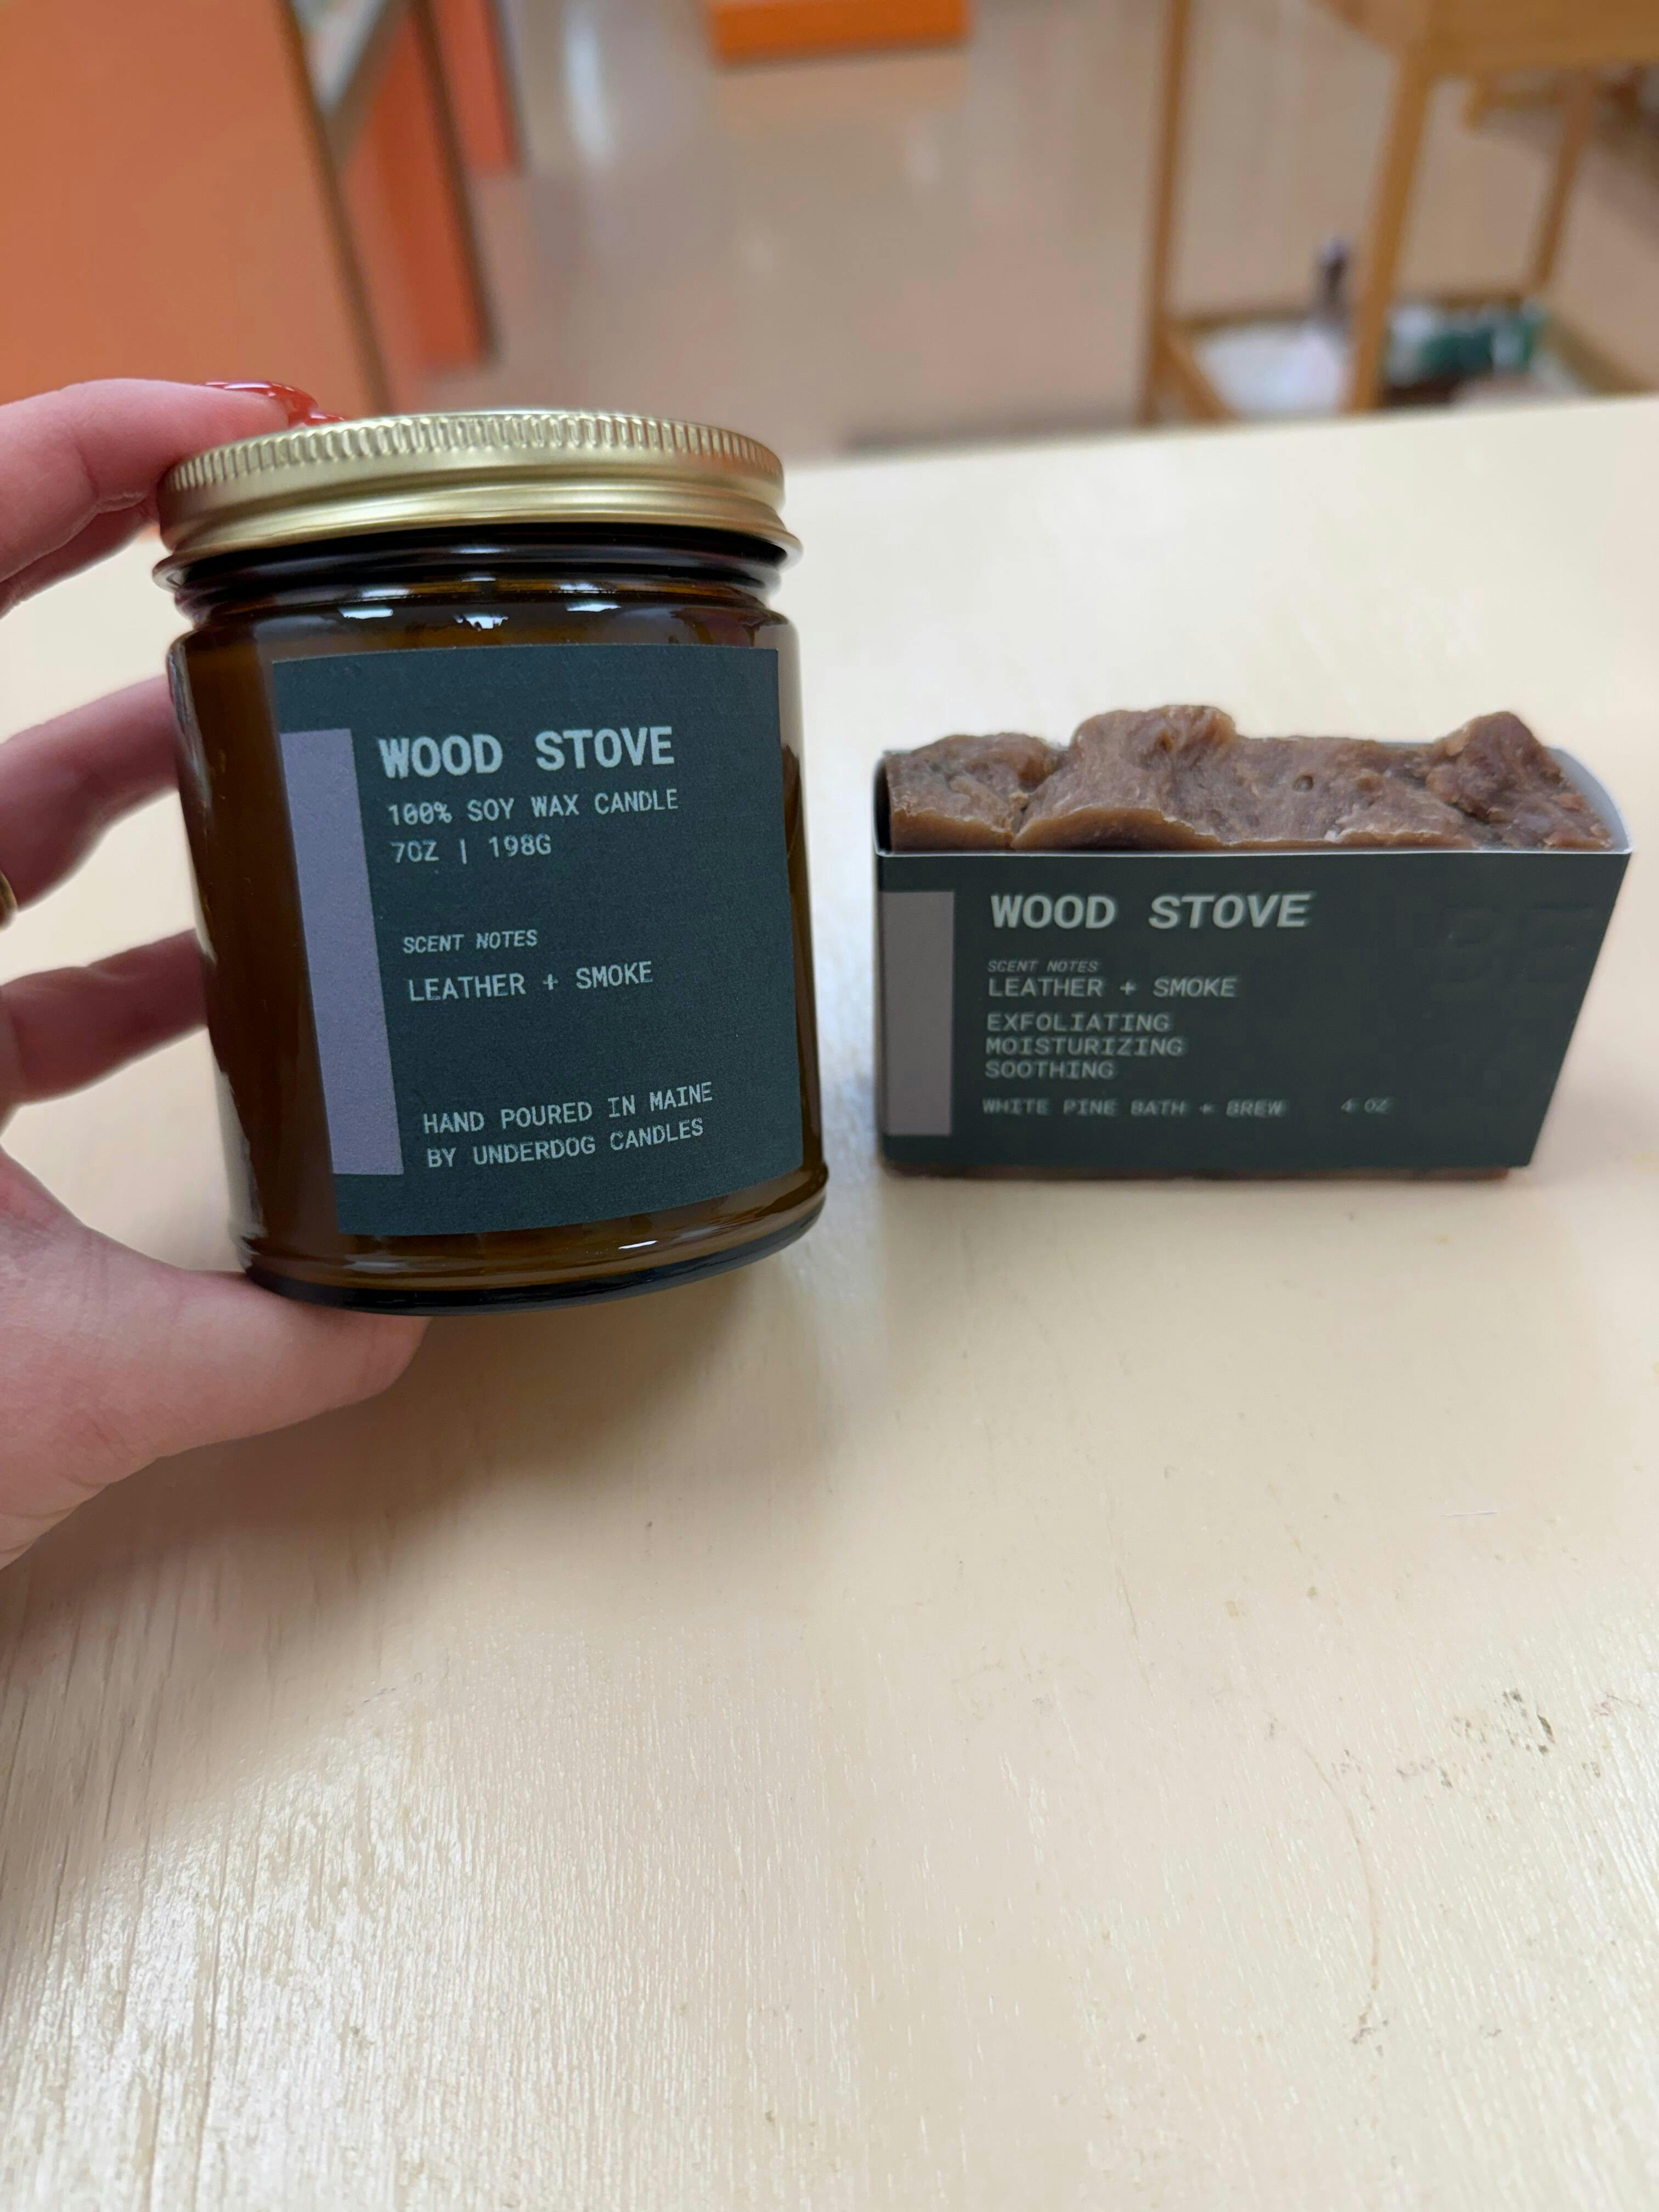 WOOD STOVE
100% SOY WAX CANDLE
7OZ | 198G
SCENT NOTES
LEATHER + SMOKE
HAND POURED IN MAINE
BY UNDERDOG CANDLES
WOOD STOVE
SCENT NOTES
LEATHER + SMOKE
EXFOLIATING
MOISTURIZING
SOOTHING
WHITE PINE BATH + BREW 4 OZ